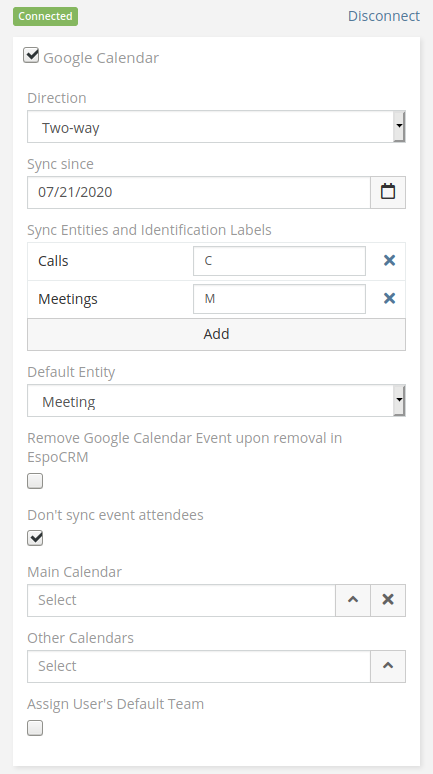 Connected
Disconnect
Google Calendar
Direction
Two-way
Sync since
07/21/2020
Sync Entities and Identification Labels
Calls
C
Meetings
M
Add
Default Entity
Meeting
Remove Google Calendar Event upon removal in
EspoCRM
Don't sync event attendees
Main Calendar
Select
Other Calendars
Select
Assign User's Default Team